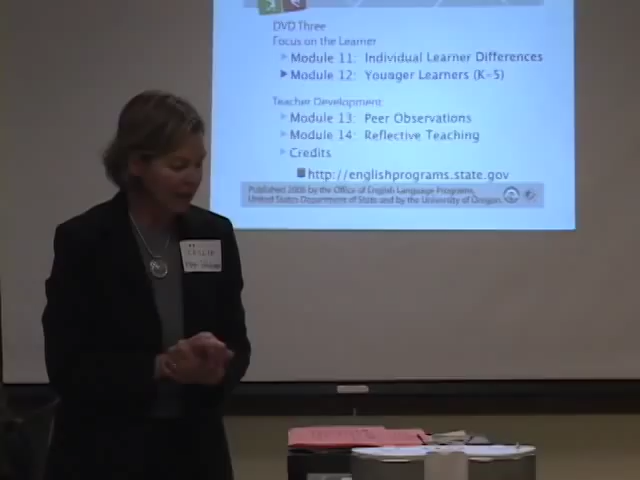 DVD Three
Focus on the Learner
Module 11: Individual Learner Differences
Module 12: Younger Learners (K-5)
Teacher Development
Module 13: Peer Observations
Module 14: Reflective Teaching
Credits
http://englishprograms.state.gov
Published 2006 by the Office of English Language Programs,
United States Department of State and by the University of Oregon.